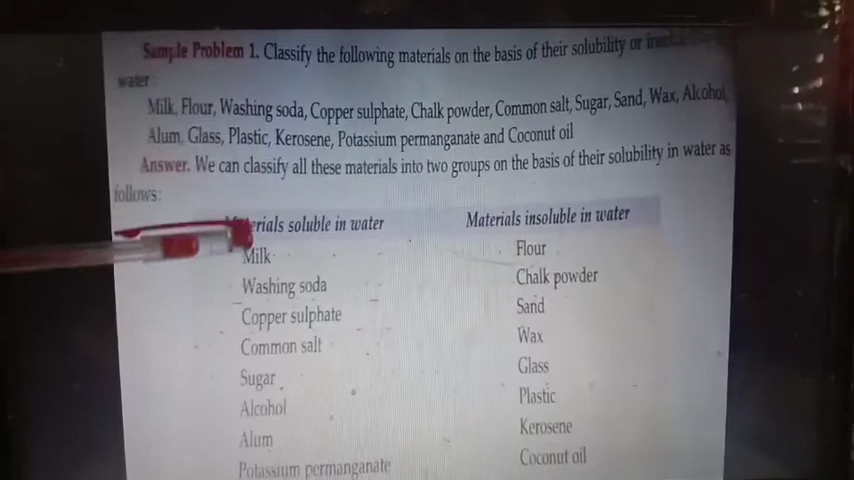 Sample Problem 1. Classify the following materials on the basis of their solubility or
water:
Milk, Flour, Washing soda, Copper sulphate, Chalk powder, Common salt, Sugar, Sand, Wax, Alcohol,
Alum, Glass, Plastic, Kerosene, Potassium permanganate and Coconut oil
Answer. We can classify all these materials into two groups on the basis of their solubility in water as
follows:
Materials soluble in water
Milk
Washing soda
Copper sulphate
Common salt
Sugar
Alcohol
Alum
Potassium permanganate
Materials insoluble in water
Flour
Chalk powder
Sand
Wax
Glass
Plastic
Kerosene
Coconut oil